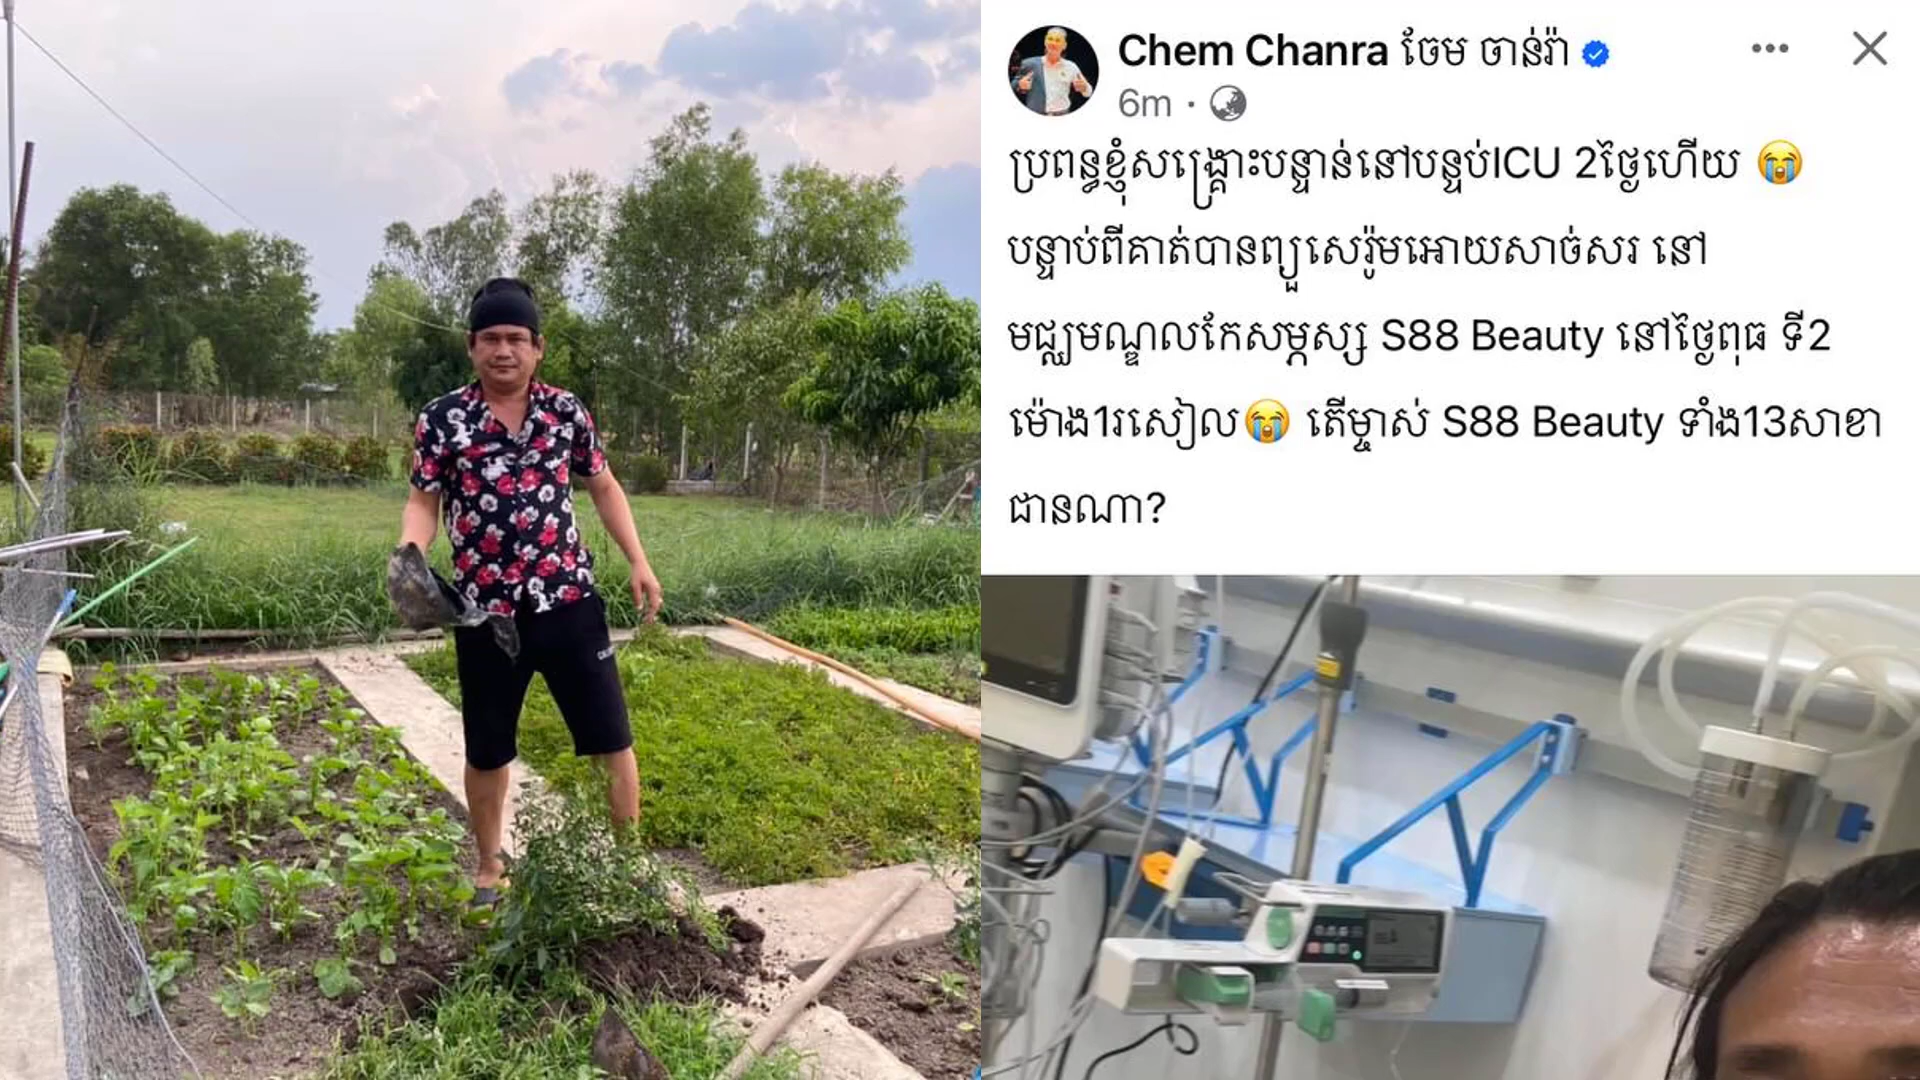 Chem Chanra ចែម ចាន់រ៉ា
6m
ប្រពន្ធខ្ញុំសង្គ្រោះបន្ទាន់នៅបន្ទប់ICU 2ថ្ងៃហើយ 😭
បន្ទាប់ពីគាត់បានព្យួសេរ៉ូមអោយសាច់សរ នៅ
មជ្ឈមណ្ឌលកែសម្ភស្ស S88 Beauty នៅថ្ងៃពុធ ទី2
ម៉ោង1រសៀល😭 តើម្ចាស់ S88 Beauty ទាំង13សាខា
ជានណា?